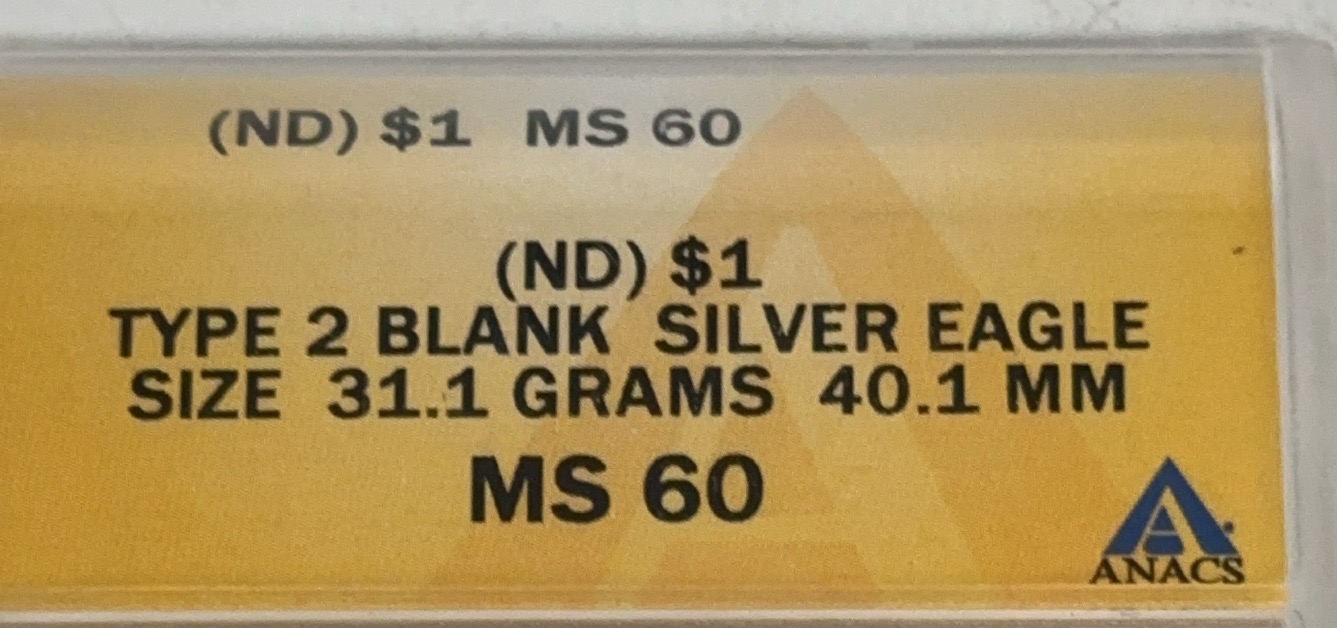 (ND) $1 MS 60
(ND) $1
TYPE 2 BLANK SILVER EAGLE
SIZE 31.1 GRAMS 40.1 MM
MS 60
ANACS